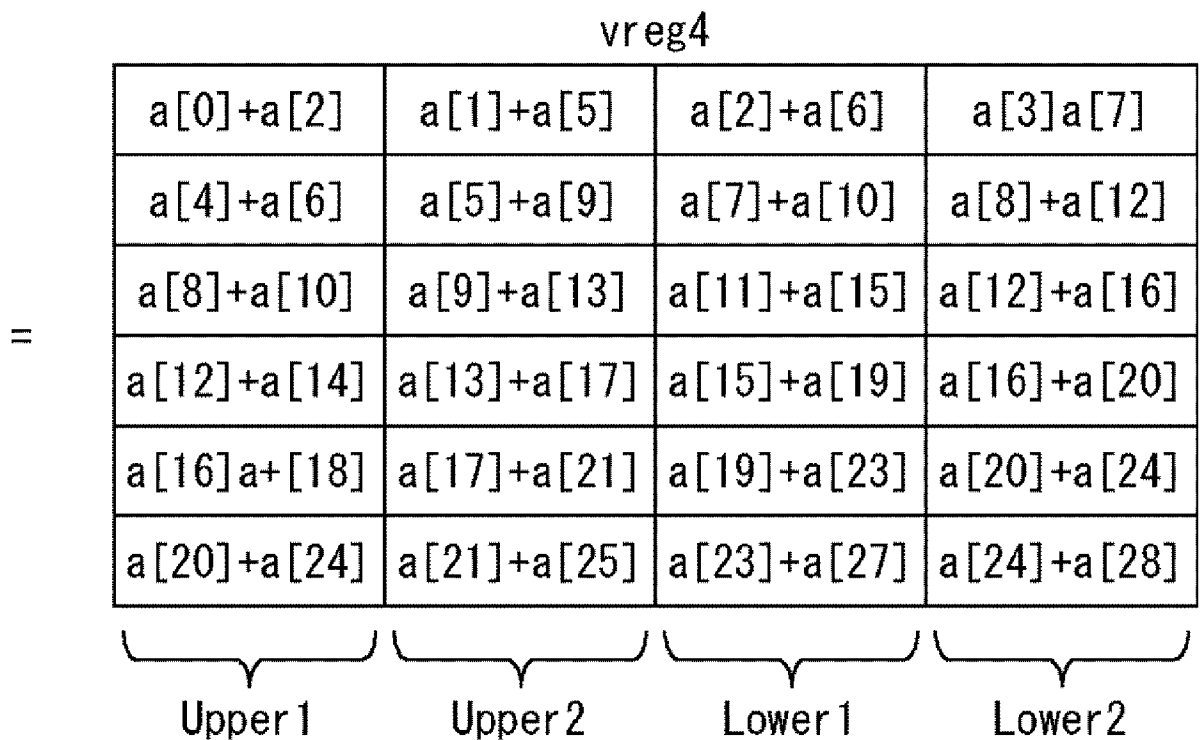 vreg4
a[0]+a[2] a[1]+a[5] a[2]+a[6] a[3]a[7]
a[4]+a[6] a[5]+a[9] a[7]+a[10] a[8]+a[12]
a[8]+a[10] a[9]+a[13] a[11]+a[15] a[12]+a[16]
= a[12]+a[14] a[13]+a[17] a[15]+a[19] a[16]+a[20]
a[16]a+[18] a[17]+a[21] a[19]+a[23] a[20]+a[24]
a[20]+a[24] a[21]+a[25] a[23]+a[27] a[24]+a[28]
Upper1 Upper2 Lower1 Lower2